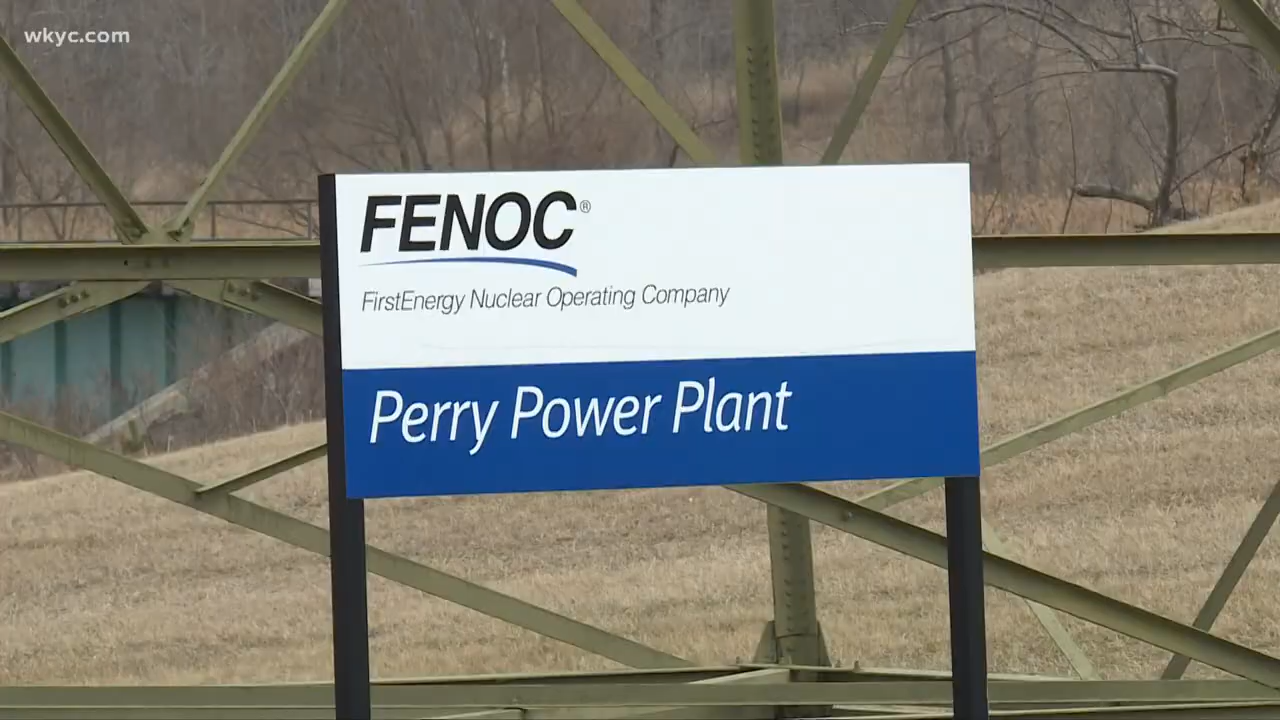 wkyc.com
FENOC®
FirstEnergy Nuclear Operating Company
Perry Power Plant